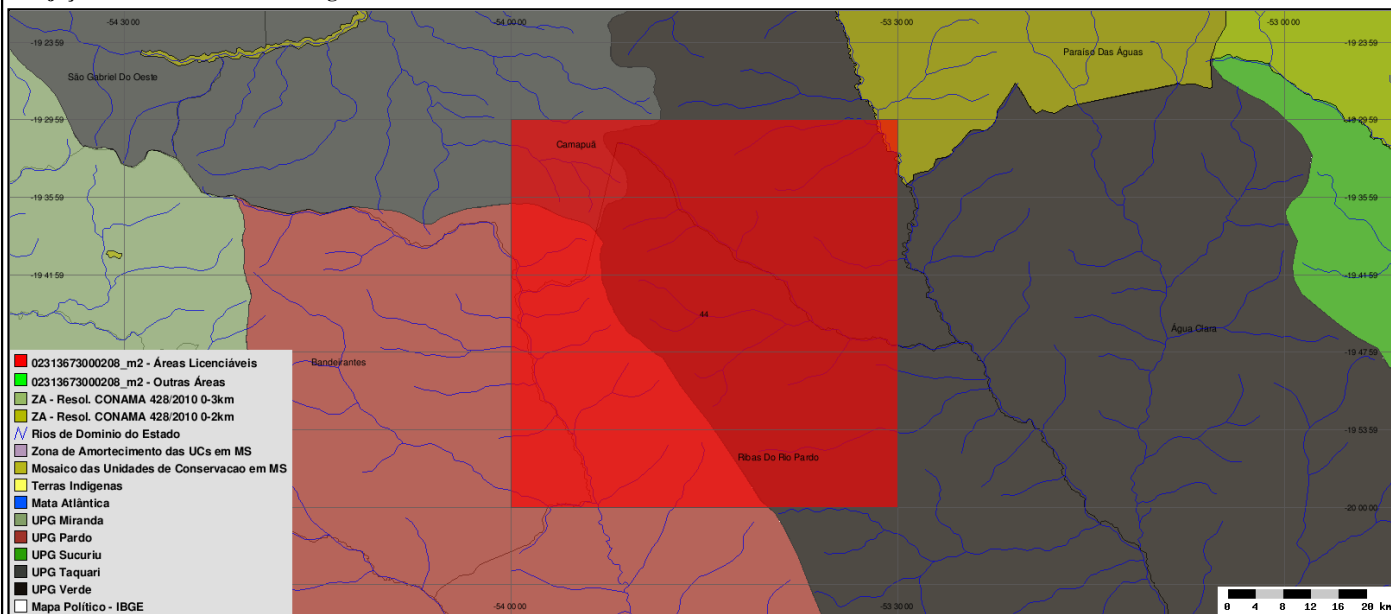 -54 30 00
-54 00 00
-53 30 00
-53 00 00
-19 23 59
-19 23 59
Paraíso Das Águas
São Gabriel Do Oeste
-19 29 59
-19 29 59
Camapuã
-19 35 59
-19 35 59
-19 41 59
-19 41 59
44
Água Clara
-19 47 59
Bandeirantes
02313673000208_m2 - Áreas Licenciáveis
02313673000208_m2 - Outras Áreas
ZA - Resol. CONAMA 428/2010 0-3km
ZA - Resol. CONAMA 428/2010 0-2km
Rios de Dominio do Estado
Zona de Amortecimento das UCs em MS
Mosaico das Unidades de Conservacao em MS
Terras Indigenas
Mata Atlântica
UPG Miranda
UPG Pardo
UPG Sucuriu
UPG Taquari
UPG Verde
Mapa Político - IBGE
-19 53 59
Ribas Do Rio Pardo
-20 00 00
-54 00 00
-53 30 00
0 4 8 12 16 20 km